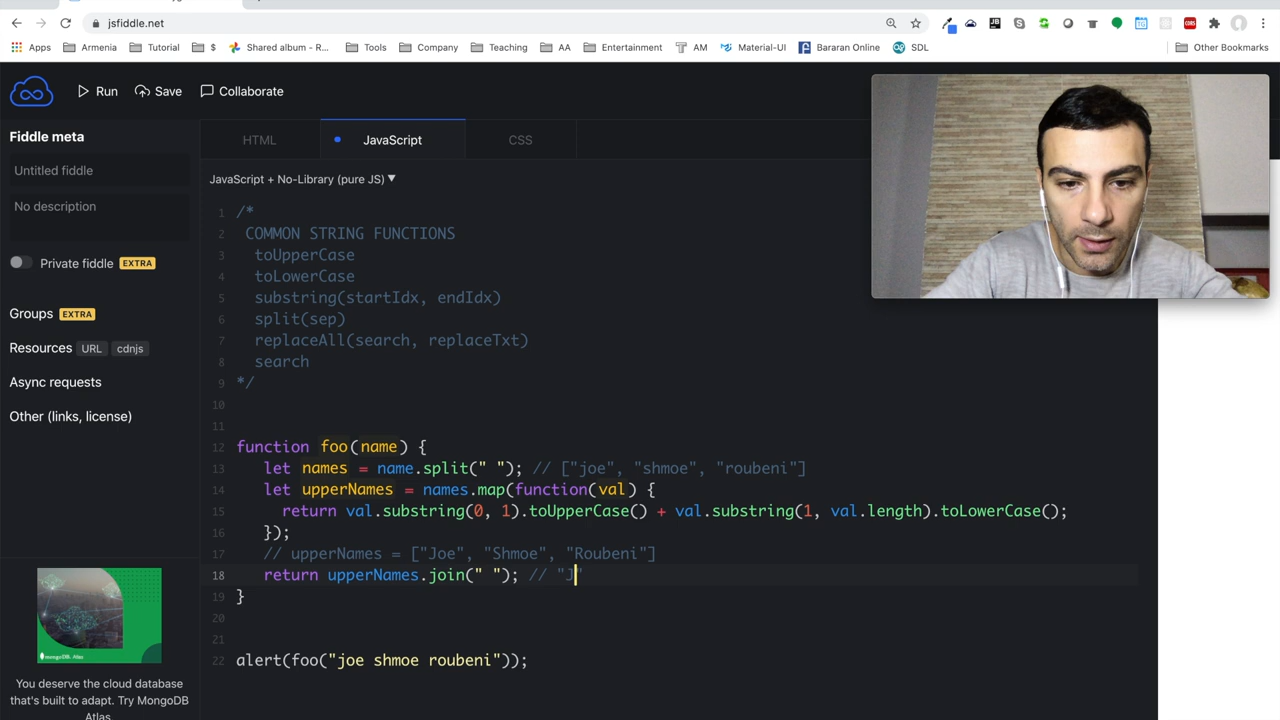 jsfiddle.net
Apps Armenia Tutorial $ Shared album - R... Tools Company Teaching AA Entertainment AM Material-UI Bararan Online SDL Other Bookmarks
Run Save Collaborate
Fiddle meta
Untitled fiddle
No description
Private fiddle EXTRA
Groups EXTRA
Resources URL cdnjs
Async requests
Other (links, license)
mongoDB. Atlas
You deserve the cloud database
that's built to adapt. Try MongoDB
Atlas.
HTML JavaScript CSS
JavaScript + No-Library (pure JS) ▼
1 /*
2 COMMON STRING FUNCTIONS
3 toUpperCase
4 toLowerCase
5 substring(startIdx, endIdx)
6 split(sep)
7 replaceAll(search, replaceTxt)
8 search
9 */
10
11
12 function foo(name) {
13 let names = name.split(" "); // ["joe", "shmoe", "roubeni"]
14 let upperNames = names.map(function(val) {
15 return val.substring(0, 1).toUpperCase() + val.substring(1, val.length).toLowerCase();
16 });
17 // upperNames = ["Joe", "Shmoe", "Roubeni"]
18 return upperNames.join(" "); // "J"
19 }
20
21
22 alert(foo("joe shmoe roubeni"));